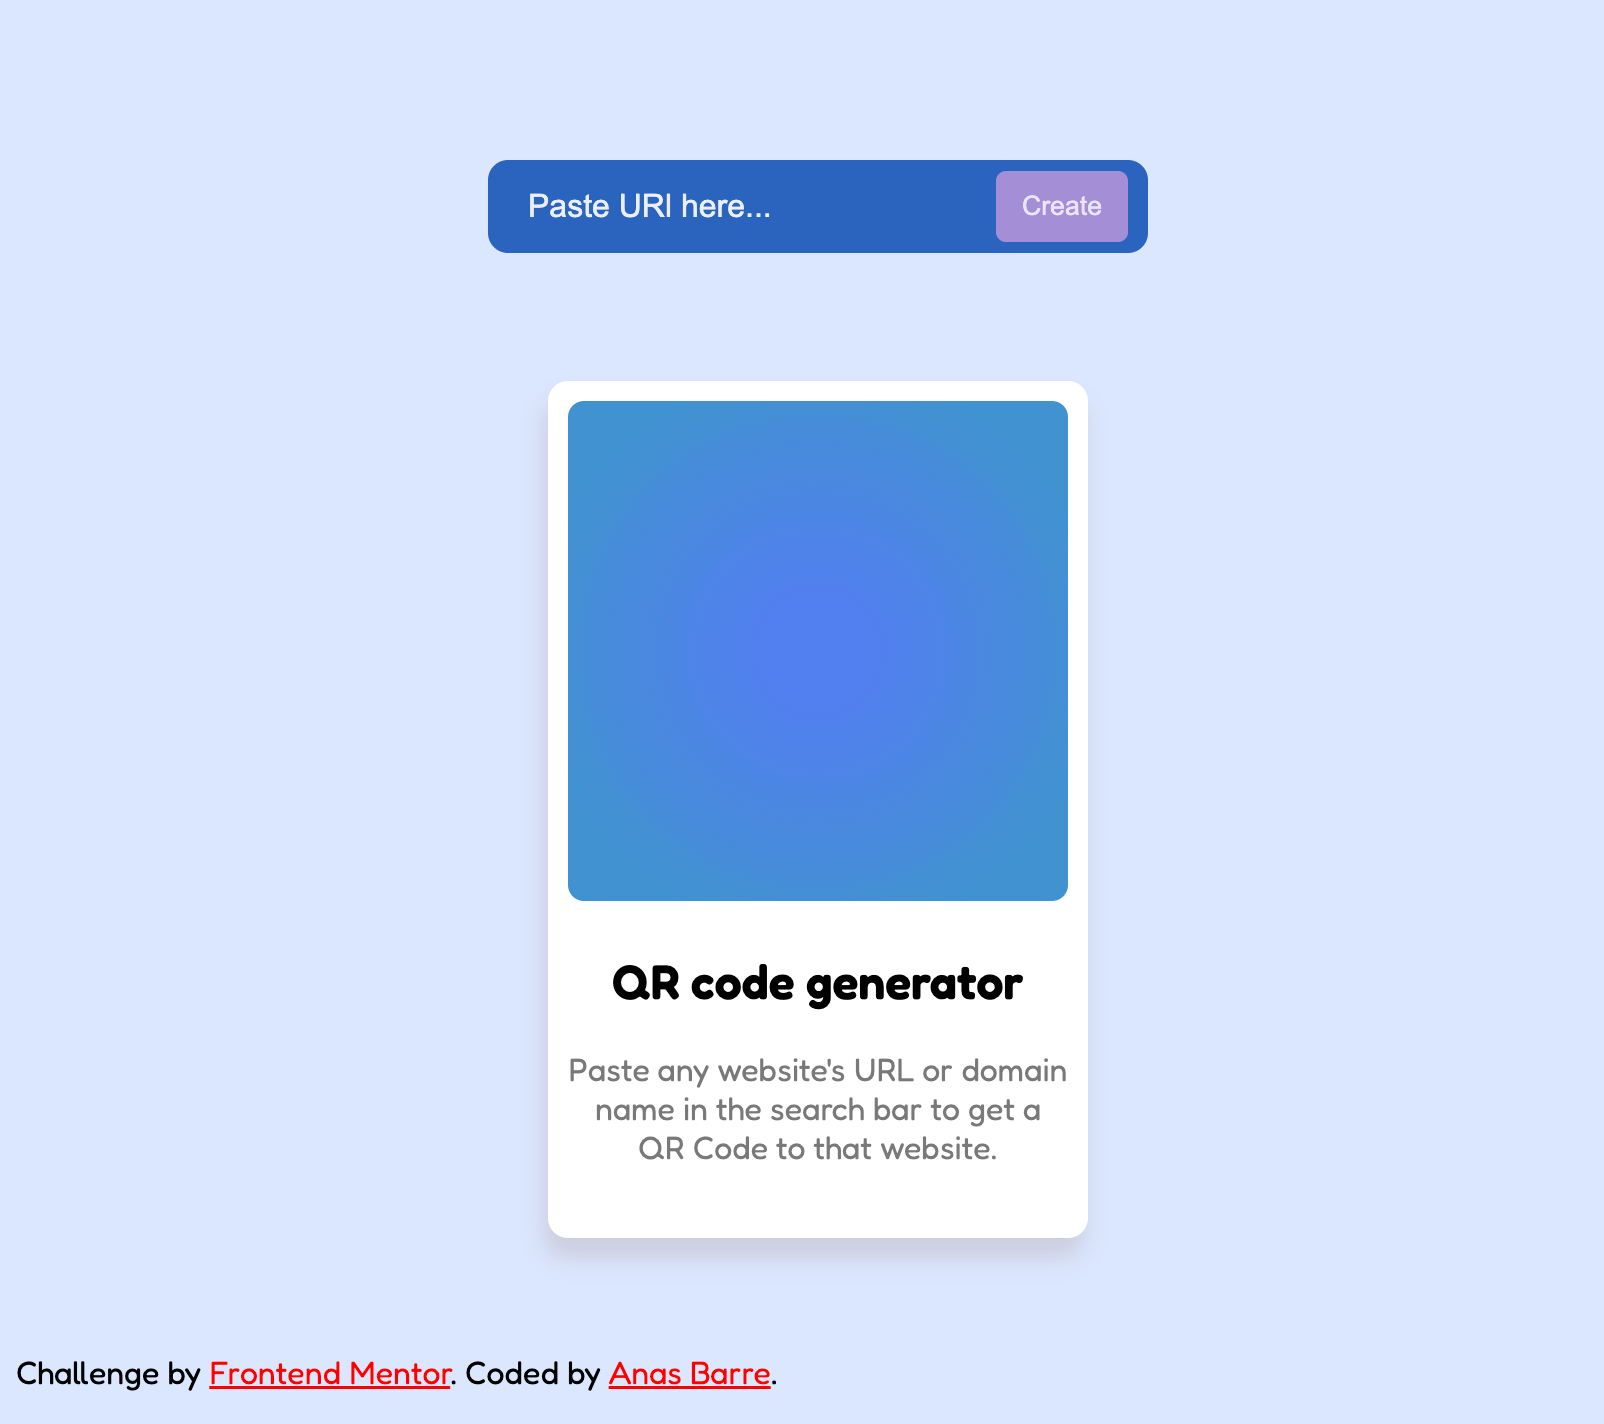 Paste URl here...
Create
QR code generator
Paste any website's URL or domain
name in the search bar to get a
QR Code to that website.
Challenge by Frontend Mentor. Coded by Anas Barre.